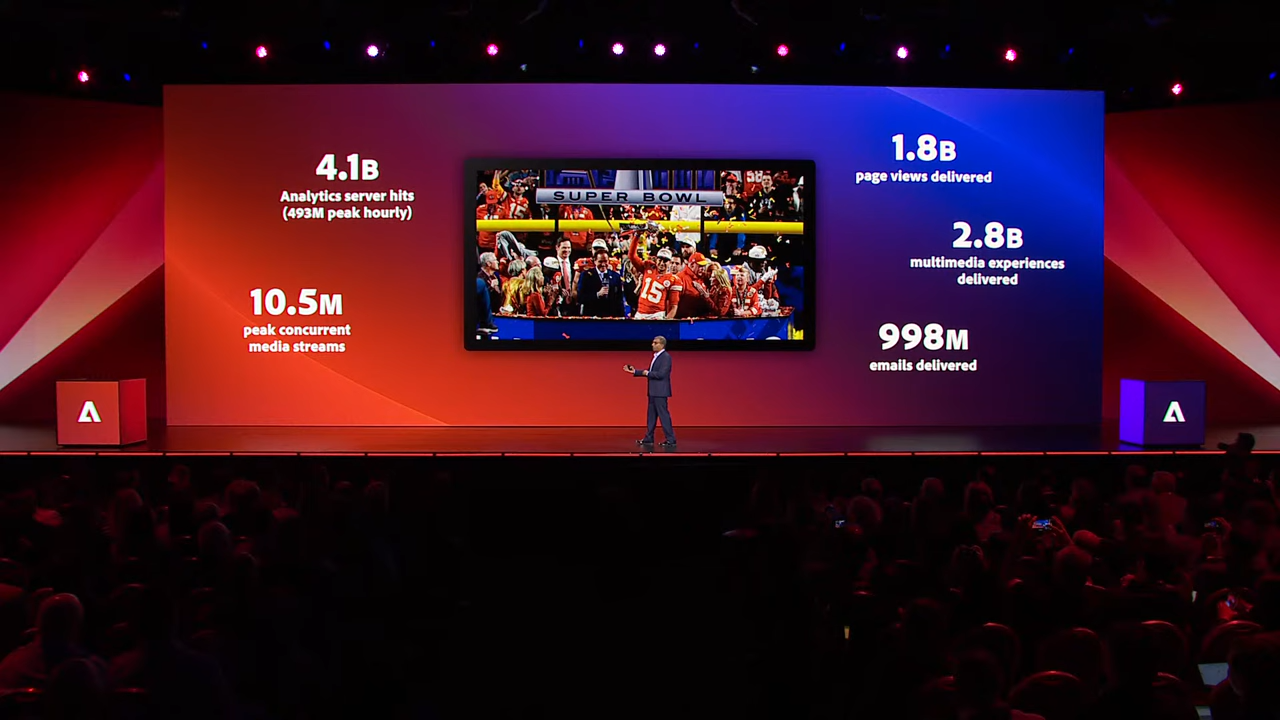 4.1B
Analytics server hits
(493M peak hourly)
10.5M
peak concurrent
media streams
SUPER BOWL
15
1.8B
page views delivered
2.8B
multimedia experiences
delivered
998M
emails delivered